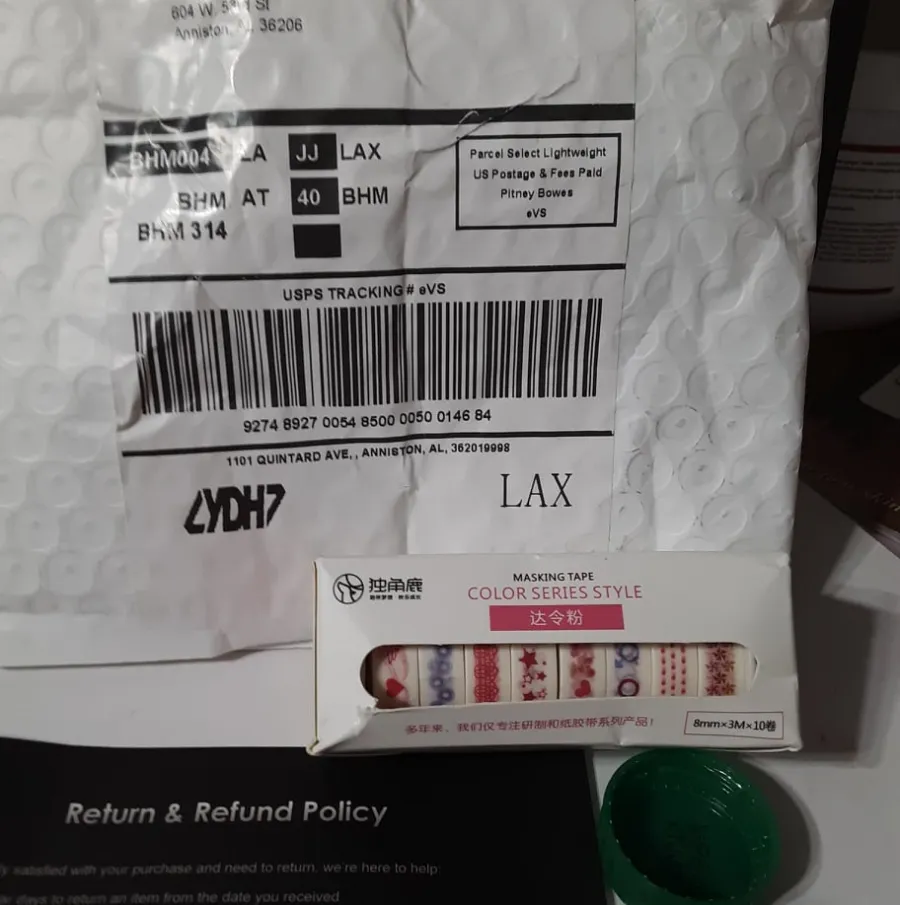 604 W. 53rd St
Anniston, AL, 36206
BHM004 LA JJ LAX
BHM AT 40 BHM
BHM 314
Parcel Select Lightweight
US Postage & Fees Paid
Pitney Bowes
eVS
USPS TRACKING # eVS
9274 8927 0054 8500 0050 0146 84
1101 QUINTARD AVE,, ANNISTON, AL, 362019998
LYDH7
LAX
独角鹿
MASKING TAPE
COLOR SERIES STYLE
达令粉
多年来，我们仅专注研制和纸胶带系列产品！
8mm×3M×10卷
Return & Refund Policy
satisfied with your purchase and need to return, we're here to help
days to return an item from the date you received